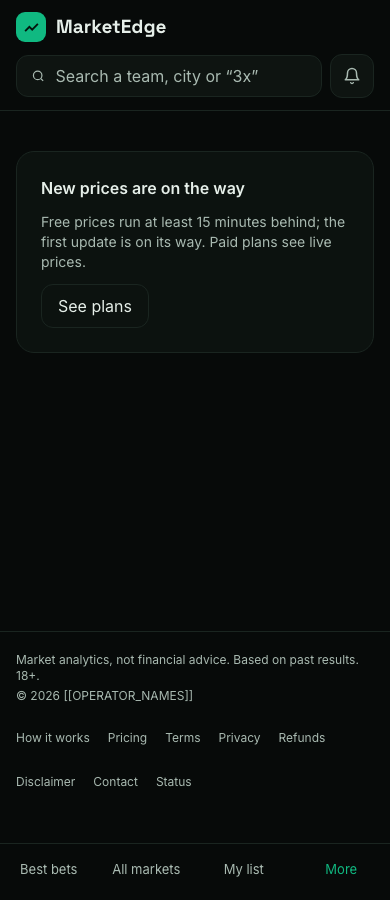 MarketEdge
Search a team, city or “3x”
New prices are on the way
Free prices run at least 15 minutes behind; the
first update is on its way. Paid plans see live
prices.
See plans
Market analytics, not financial advice. Based on past results.
18+.
© 2026 [[OPERATOR_NAMES]]
How it works Pricing Terms Privacy Refunds
Disclaimer Contact Status
Best bets All markets My list More